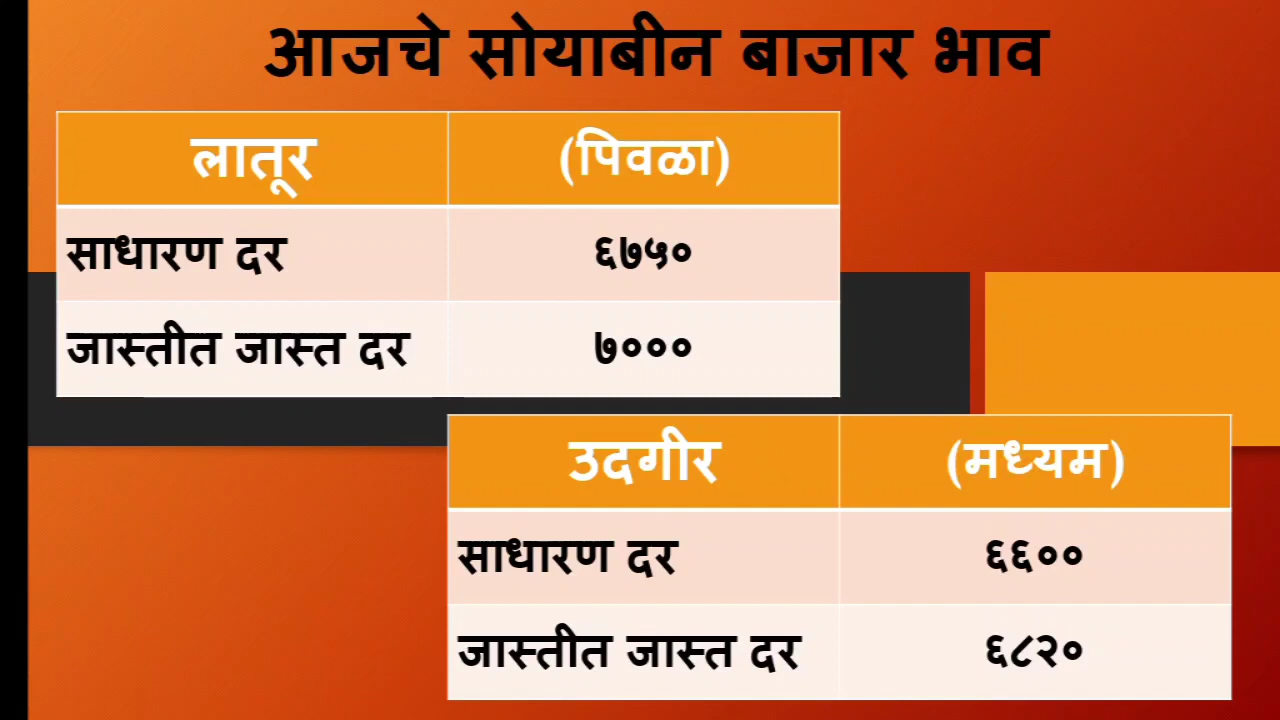 आजचे सोयाबीन बाजार भाव
लातूर (पिवळा)
साधारण दर ६७५०
जास्तीत जास्त दर ७०००
उदगीर (मध्यम)
साधारण दर ६६००
जास्तीत जास्त दर ६८२०